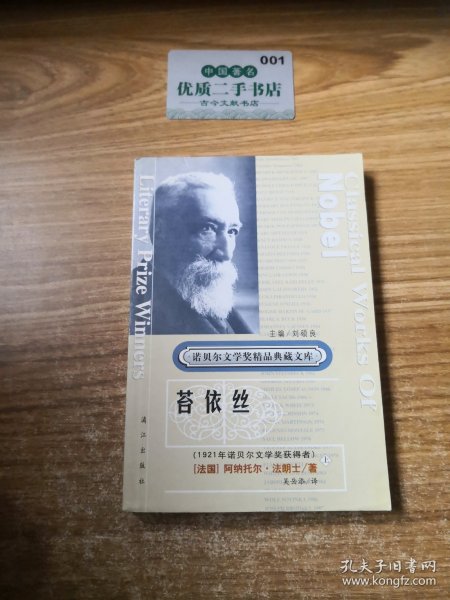 001
中国著名
优质二手书店
古今文献书店
Literary Prize Winners
Classical Works Of
Nobel
主编/刘硕良
诺贝尔文学奖精品典藏文库
苔依丝
(1921年诺贝尔文学奖获得者)
[法国] 阿纳托尔·法朗士/著
上
吴岳添/译
漓江出版社
孔夫子旧书网
www.kongfz.com